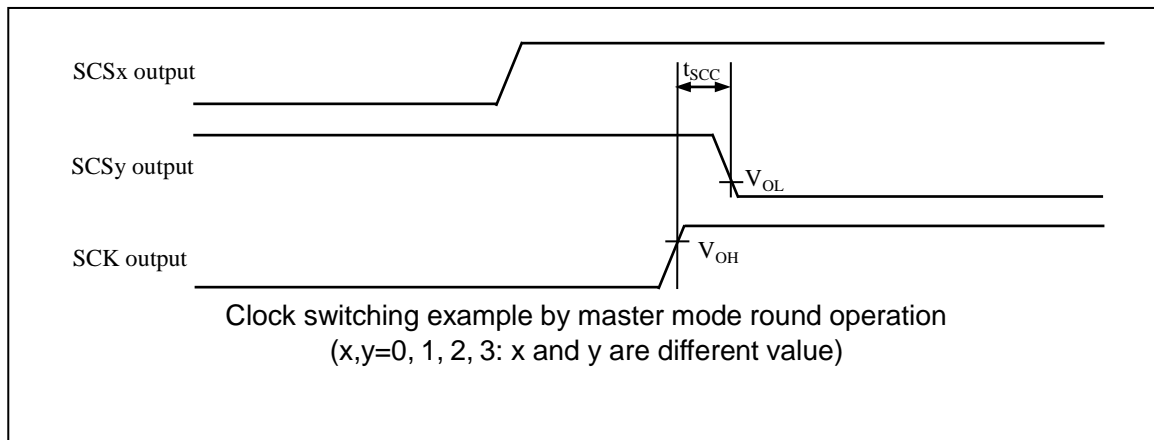 SCSx output
tSCC
SCSy output
VOL
SCK output
VOH
Clock switching example by master mode round operation
(x,y=0, 1, 2, 3: x and y are different value)